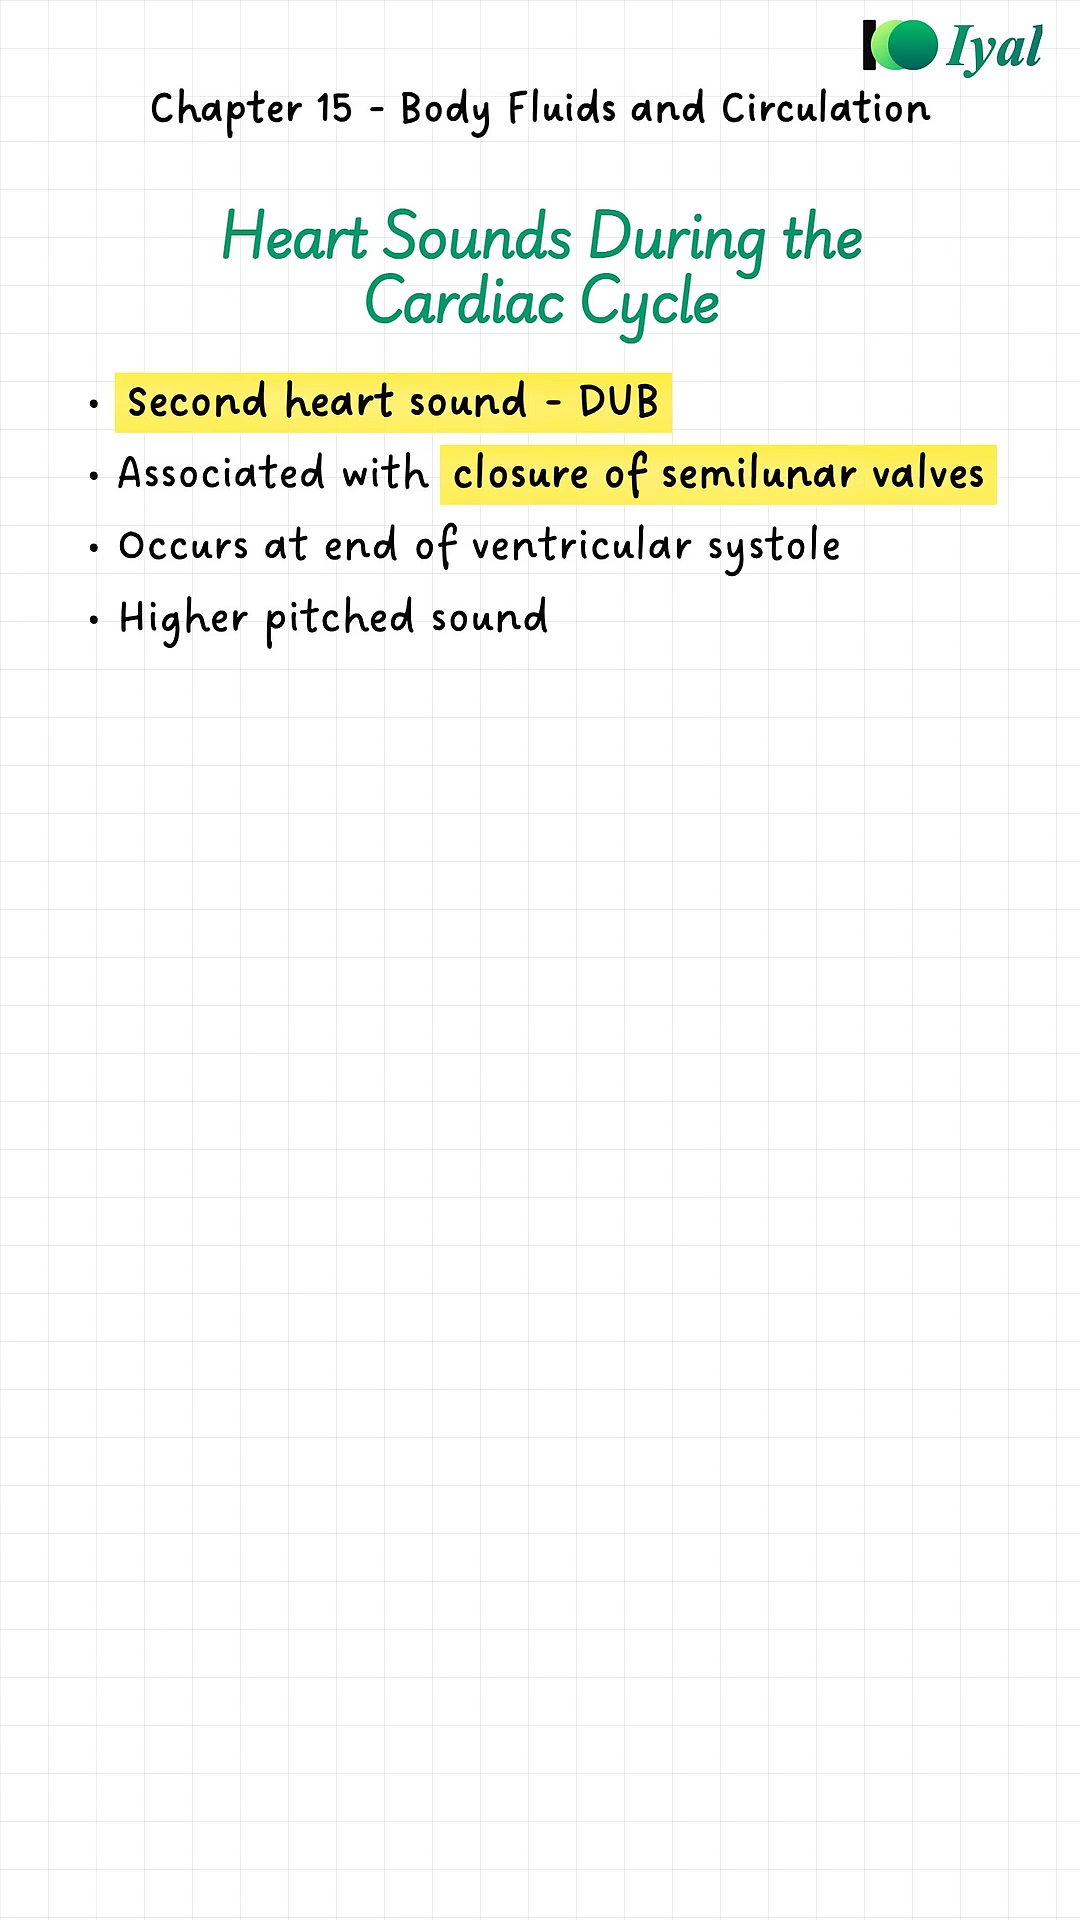 Iyal
Chapter 15 - Body Fluids and Circulation
Heart Sounds During the
Cardiac Cycle
• Second heart sound - DUB
• Associated with closure of semilunar valves
• Occurs at end of ventricular systole
• Higher pitched sound